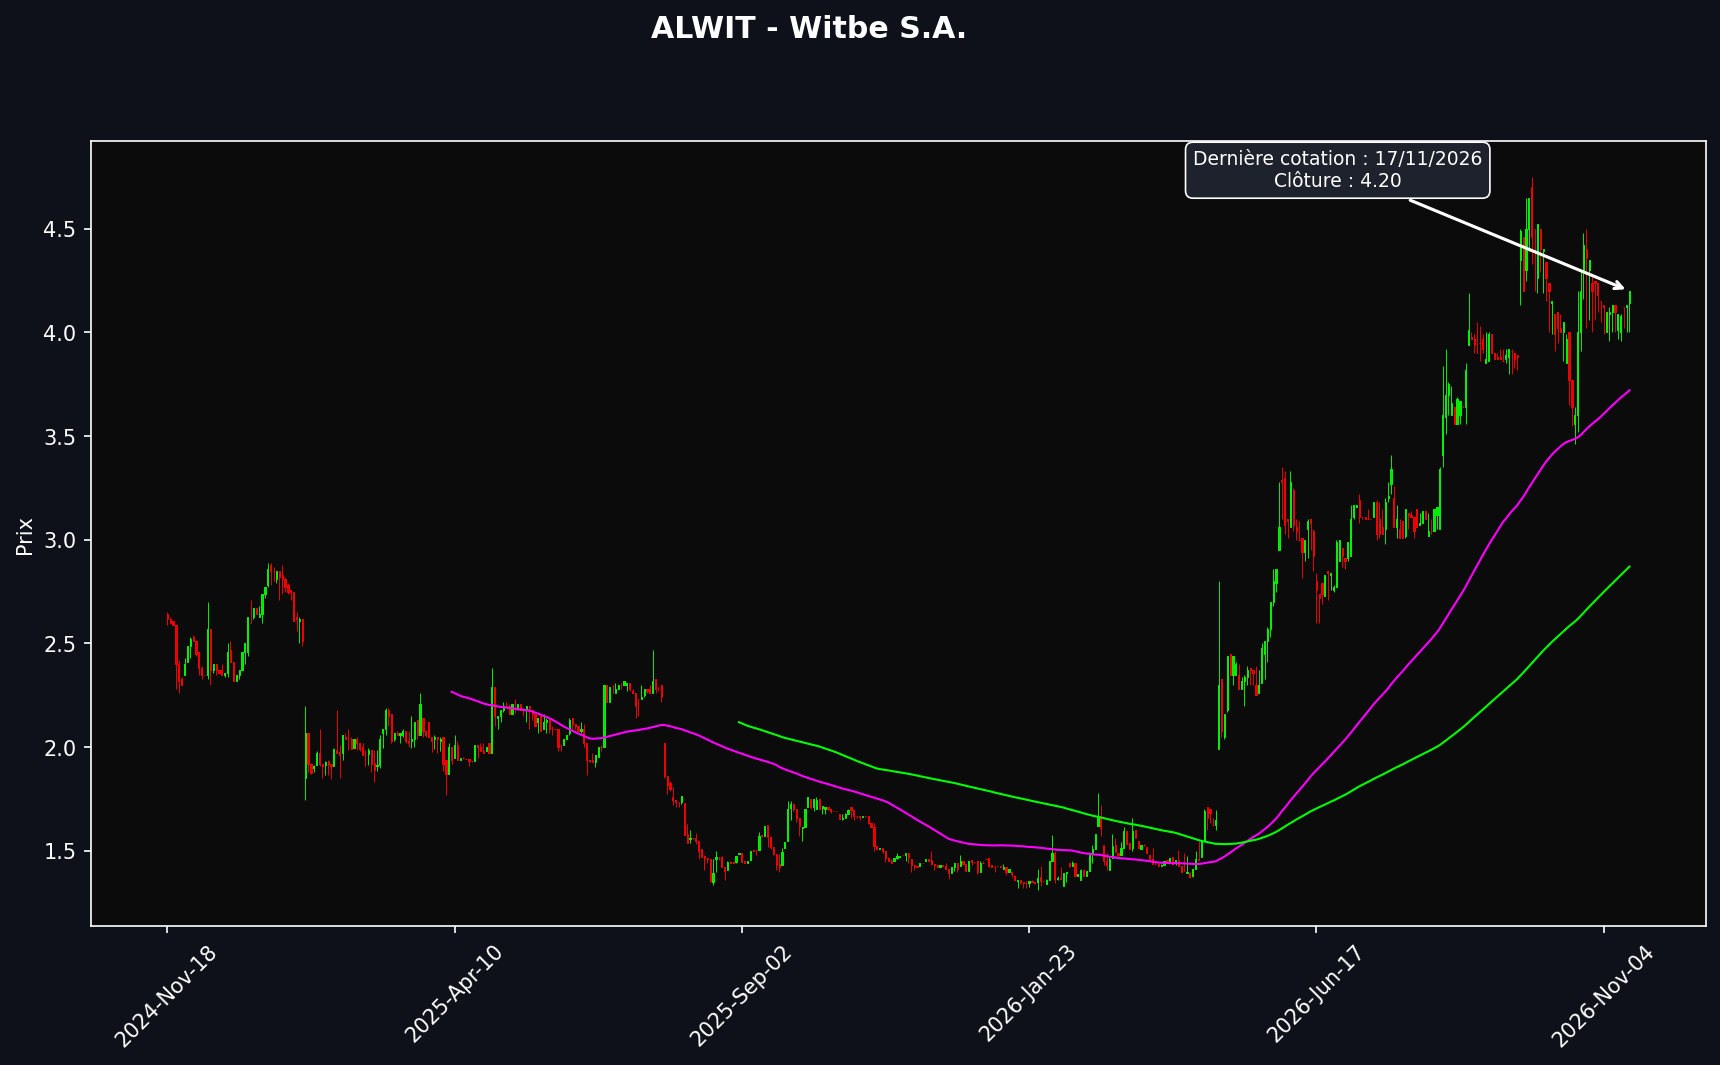 ALWIT - Witbe S.A.
Dernière cotation : 17/11/2026
Clôture : 4.20
4.5
4.0
3.5
3.0
2.5
2.0
1.5
Prix
2024-Nov-18
2025-Apr-10
2025-Sep-02
2026-Jan-23
2026-Jun-17
2026-Nov-04